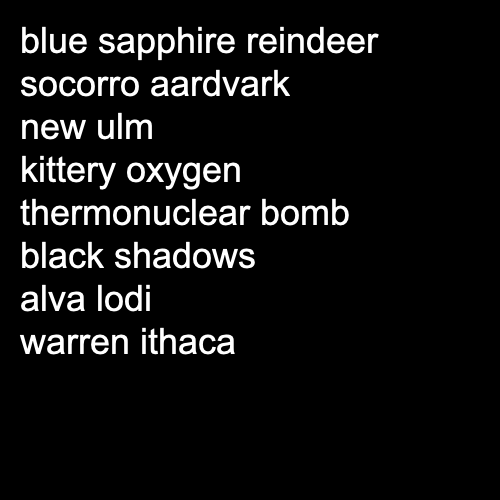 blue sapphire reindeer
socorro aardvark
new ulm
kittery oxygen
thermonuclear bomb
black shadows
alva lodi
warren ithaca